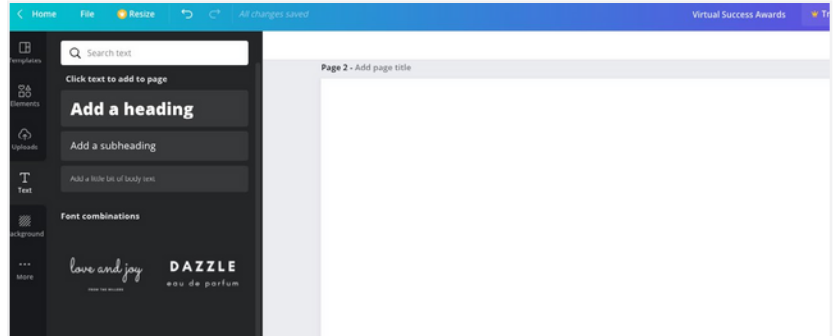 Home File Resize All changes saved Virtual Success Awards
Templates
Elements
Uploads
Text
ackground
More
Search text
Click text to add to page
Add a heading
Add a subheading
Add a little bit of body text
Font combinations
love and joy
DAZZLE
eau de parfum
Page 2 - Add page title